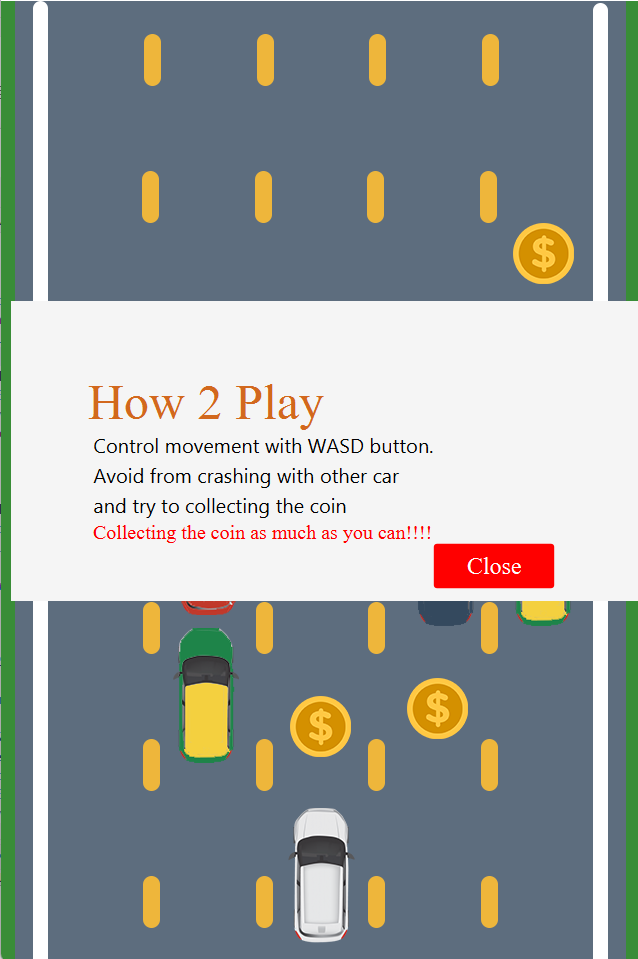 $
How 2 Play
Control movement with WASD button.
Avoid from crashing with other car
and try to collecting the coin
Collecting the coin as much as you can!!!!
Close
$
$